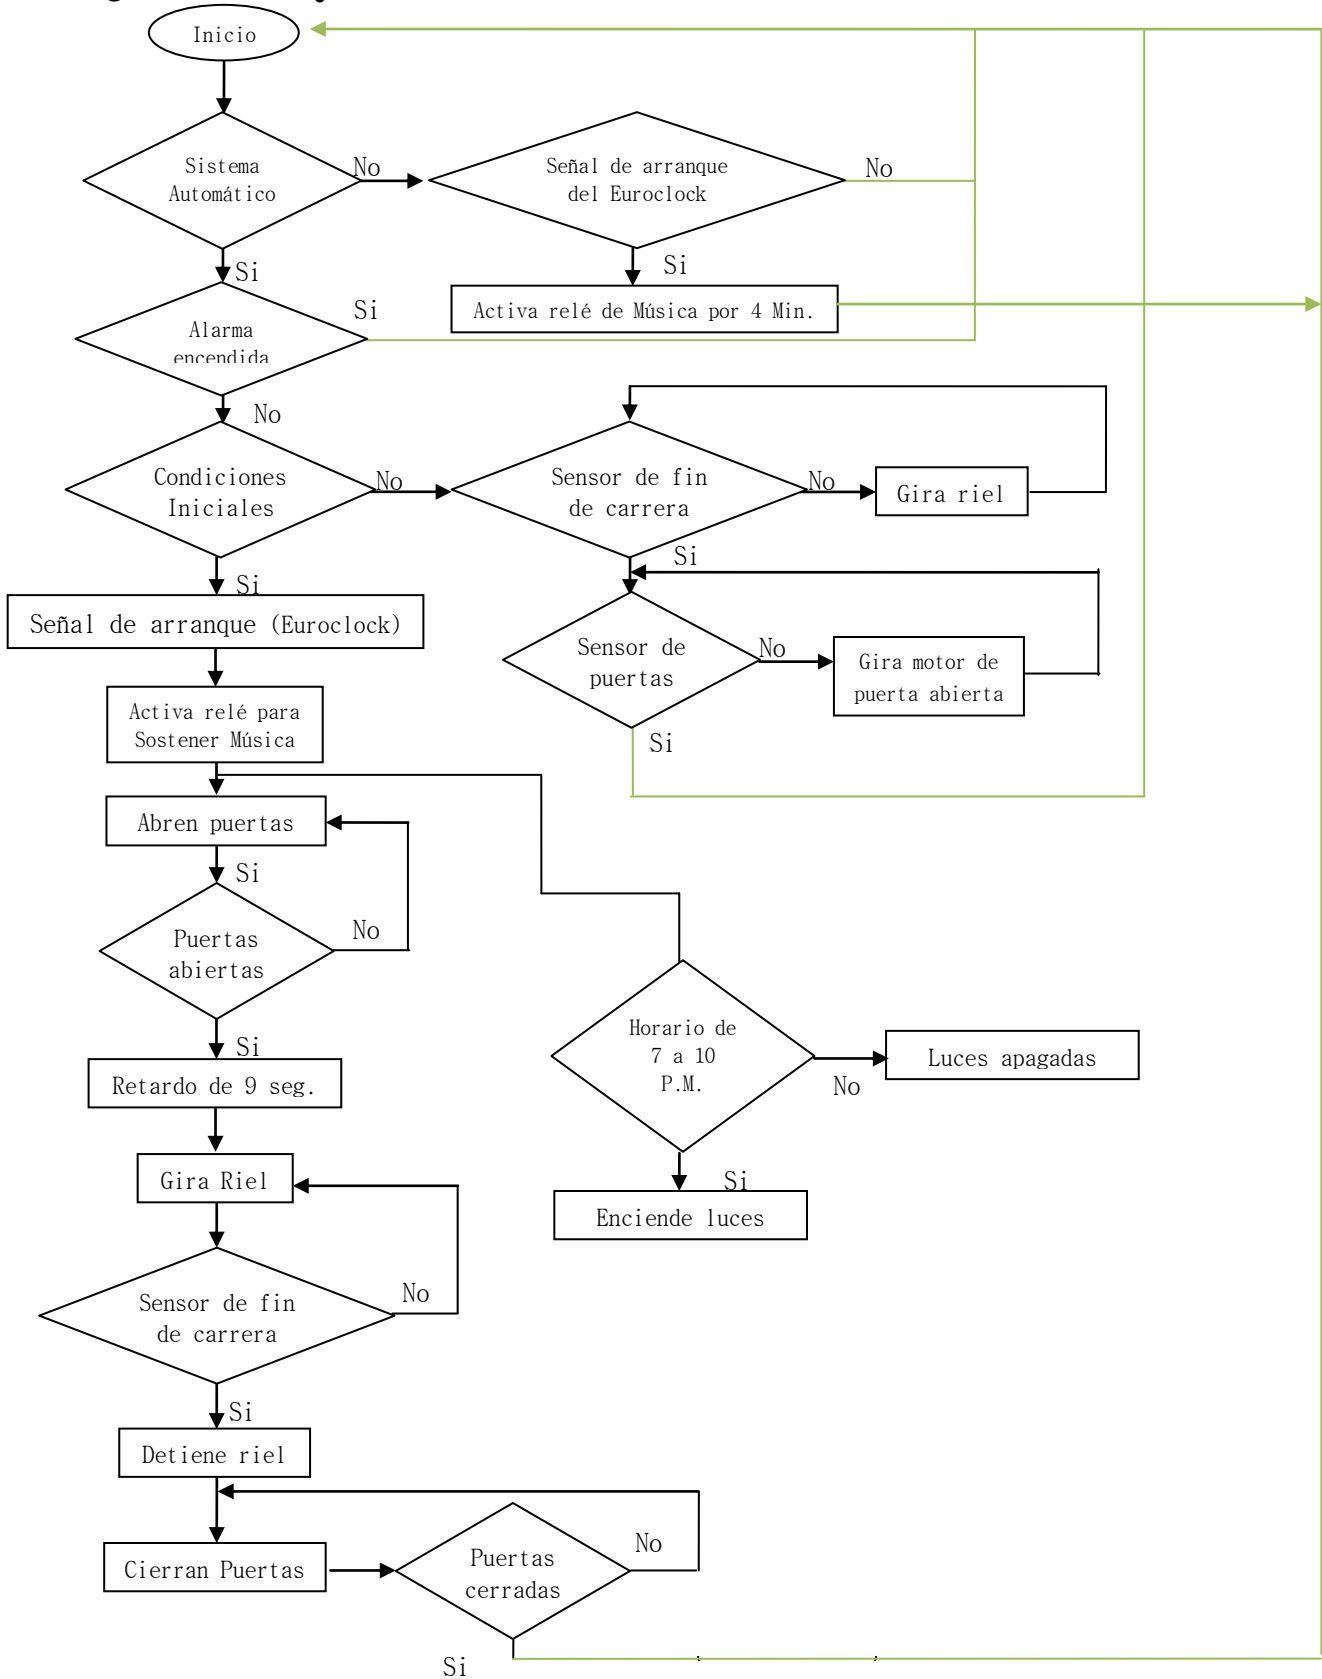 Inicio
Sistema
Automático
No
Señal de arranque
del Euroclock
No
Si
Si
Activa relé de Música por 4 Min.
Alarma
encendida
Si
No
Condiciones
Iniciales
No
Sensor de fin
de carrera
No
Gira riel
Si
Si
Señal de arranque (Euroclock)
Sensor de
puertas
No
Gira motor de
puerta abierta
Si
Activa relé para
Sostener Música
Abren puertas
Si
Puertas
abiertas
No
Si
Horario de
7 a 10
P.M.
No
Luces apagadas
Retardo de 9 seg.
Gira Riel
Si
Enciende luces
Sensor de fin
de carrera
No
Si
Detiene riel
Cierran Puertas
Puertas
cerradas
No
Si